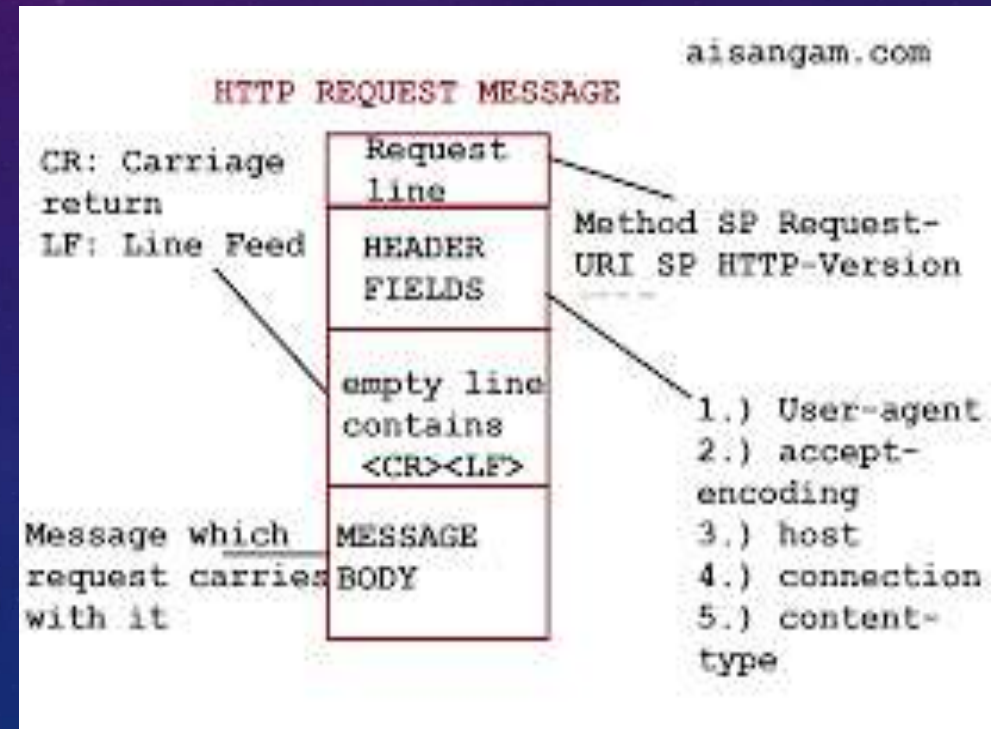 aisangam.com
HTTP REQUEST MESSAGE
CR: Carriage
return
LF: Line Feed
Request
line
Method SP Request-
URI SP HTTP-Version
HEADER
FIELDS
1.) User-agent
2.) accept-
encoding
3.) host
4.) connection
5.) content-
type
empty line
contains
<CR><LF>
Message which
request carries
with it
MESSAGE
BODY